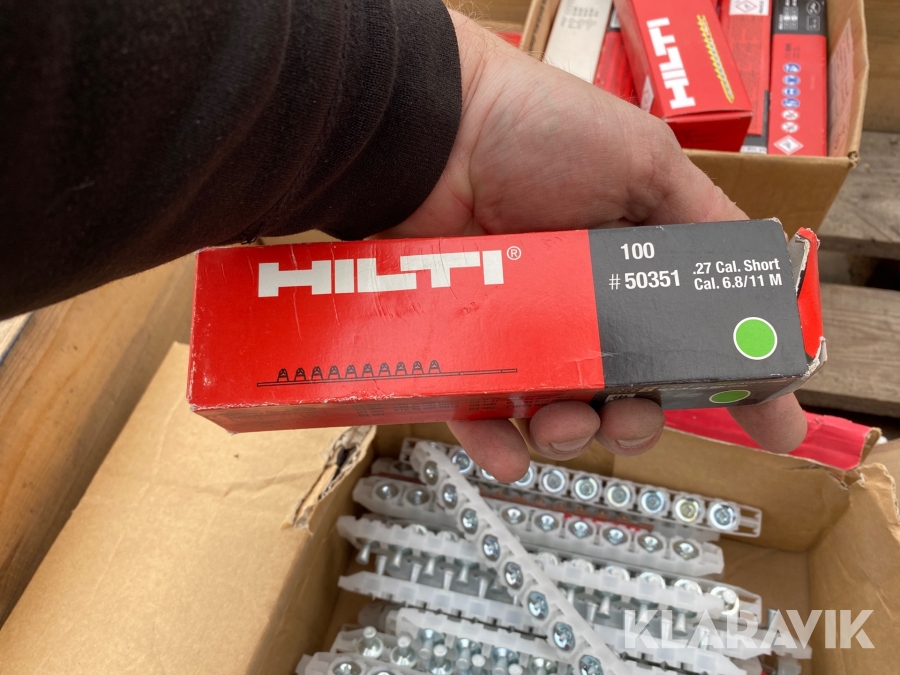 HILTI
HILTI®
100
#50351
.27 Cal. Short
Cal. 6.8/11 M
KLARAVIK